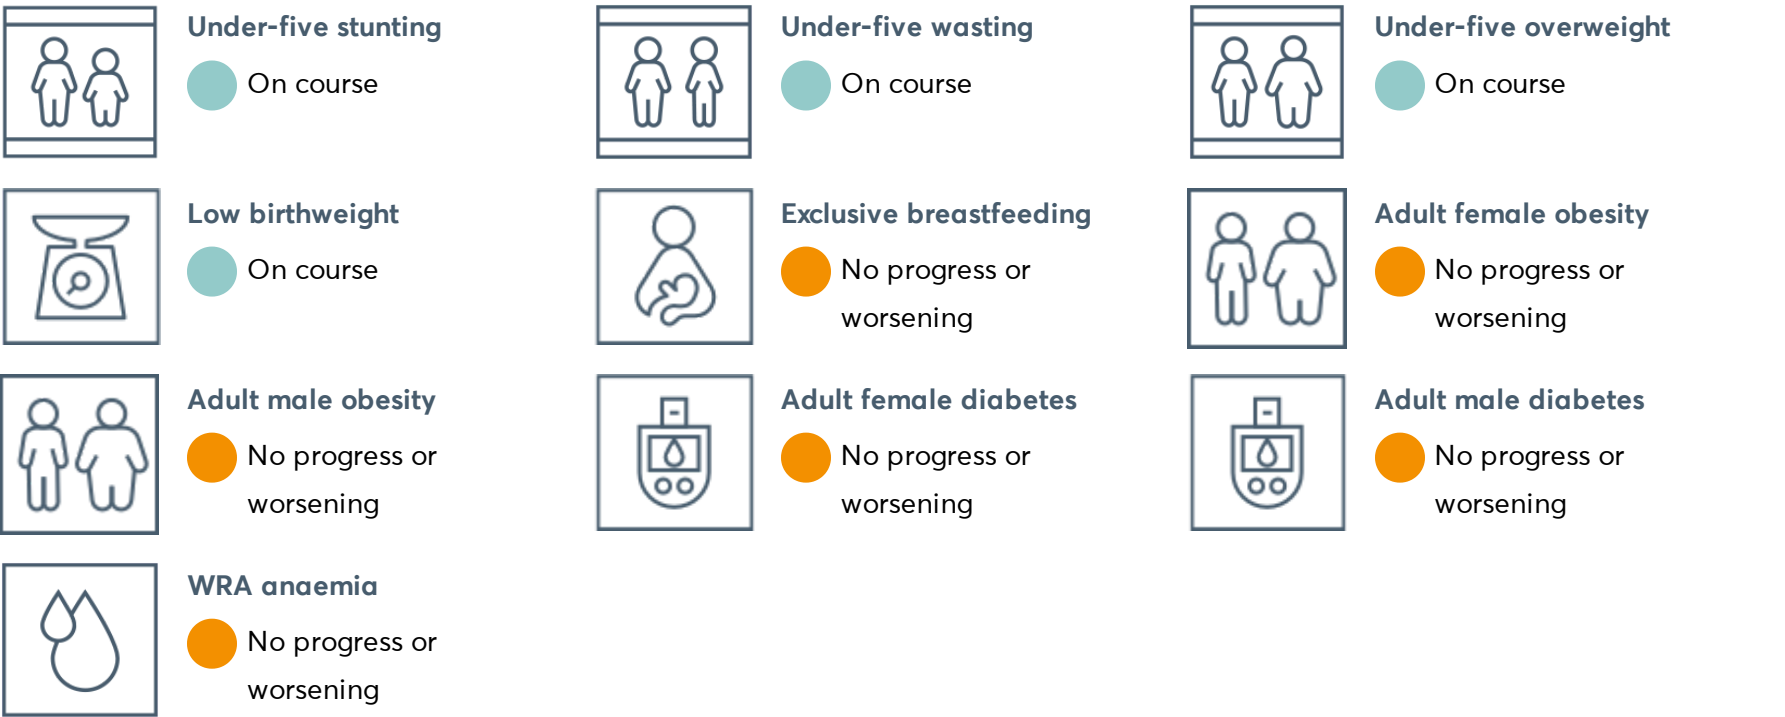 Under-five stunting
On course
Under-five wasting
On course
Under-five overweight
On course
Low birthweight
On course
Exclusive breastfeeding
No progress or
worsening
Adult female obesity
No progress or
worsening
Adult male obesity
No progress or
worsening
Adult female diabetes
No progress or
worsening
Adult male diabetes
No progress or
worsening
WRA anaemia
No progress or
worsening